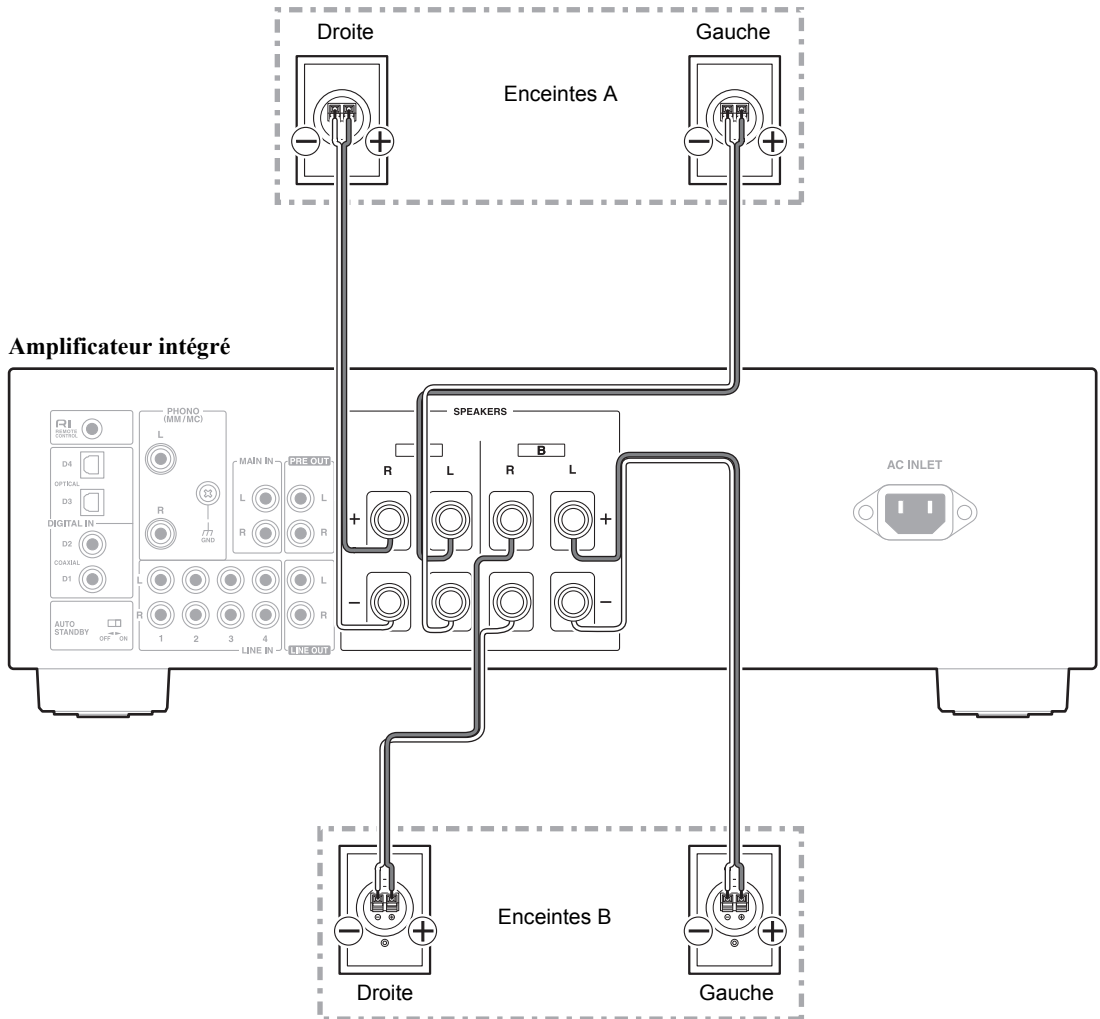 Droite
Gauche
Enceintes A
Amplificateur intégré
RI
REMOTE
CONTROL
PHONO
(MM / MC)
L
R
GND
D4
OPTICAL
D3
DIGITAL IN
D2
COAXIAL
D1
AUTO
STANDBY
OFF ON
MAIN IN
PRE OUT
L L
R R
L L
R R
1 2 3 4
LINE IN
LINE OUT
SPEAKERS
B
R L R L
+ +
− −
AC INLET
Enceintes B
Droite
Gauche